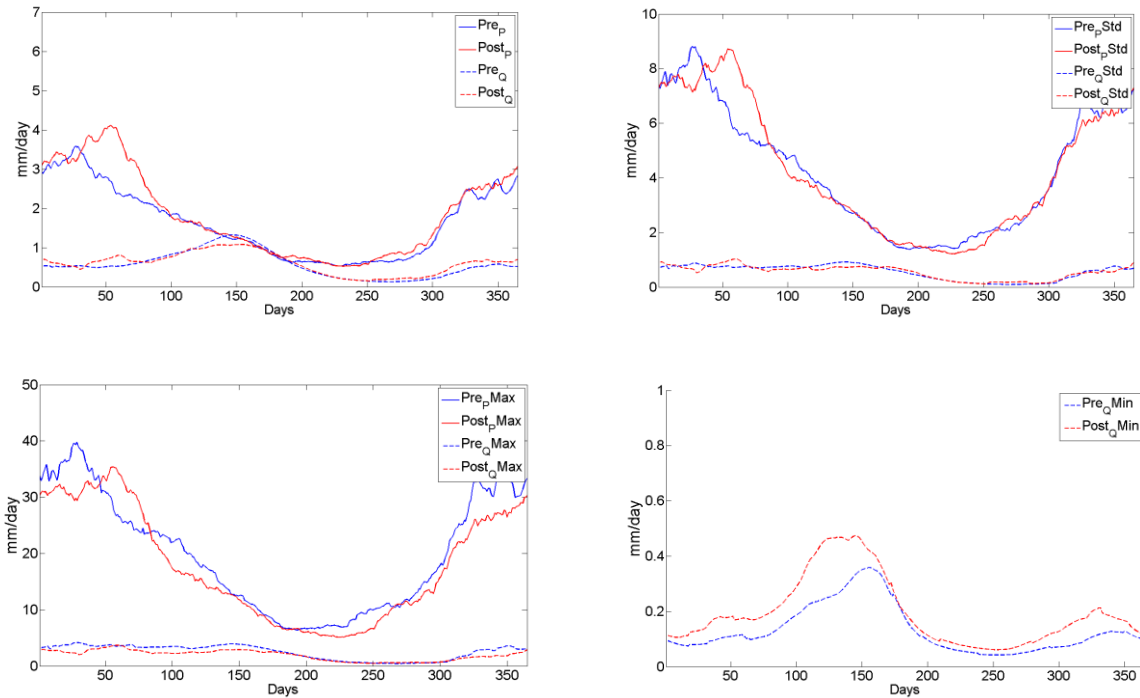 7
6
5
4
3
2
1
0
mm/day
50 100 150 200 250 300 350
Days
Pre_P
Post_P
Pre_Q
Post_Q
10
8
6
4
2
0
mm/day
50 100 150 200 250 300 350
Days
Pre_PStd
Post_PStd
Pre_QStd
Post_QStd
50
40
30
20
10
0
mm/day
50 100 150 200 250 300 350
Days
Pre_PMax
Post_PMax
Pre_QMax
Post_QMax
1
0.8
0.6
0.4
0.2
0
mm/day
50 100 150 200 250 300 350
Days
Pre_QMin
Post_QMin